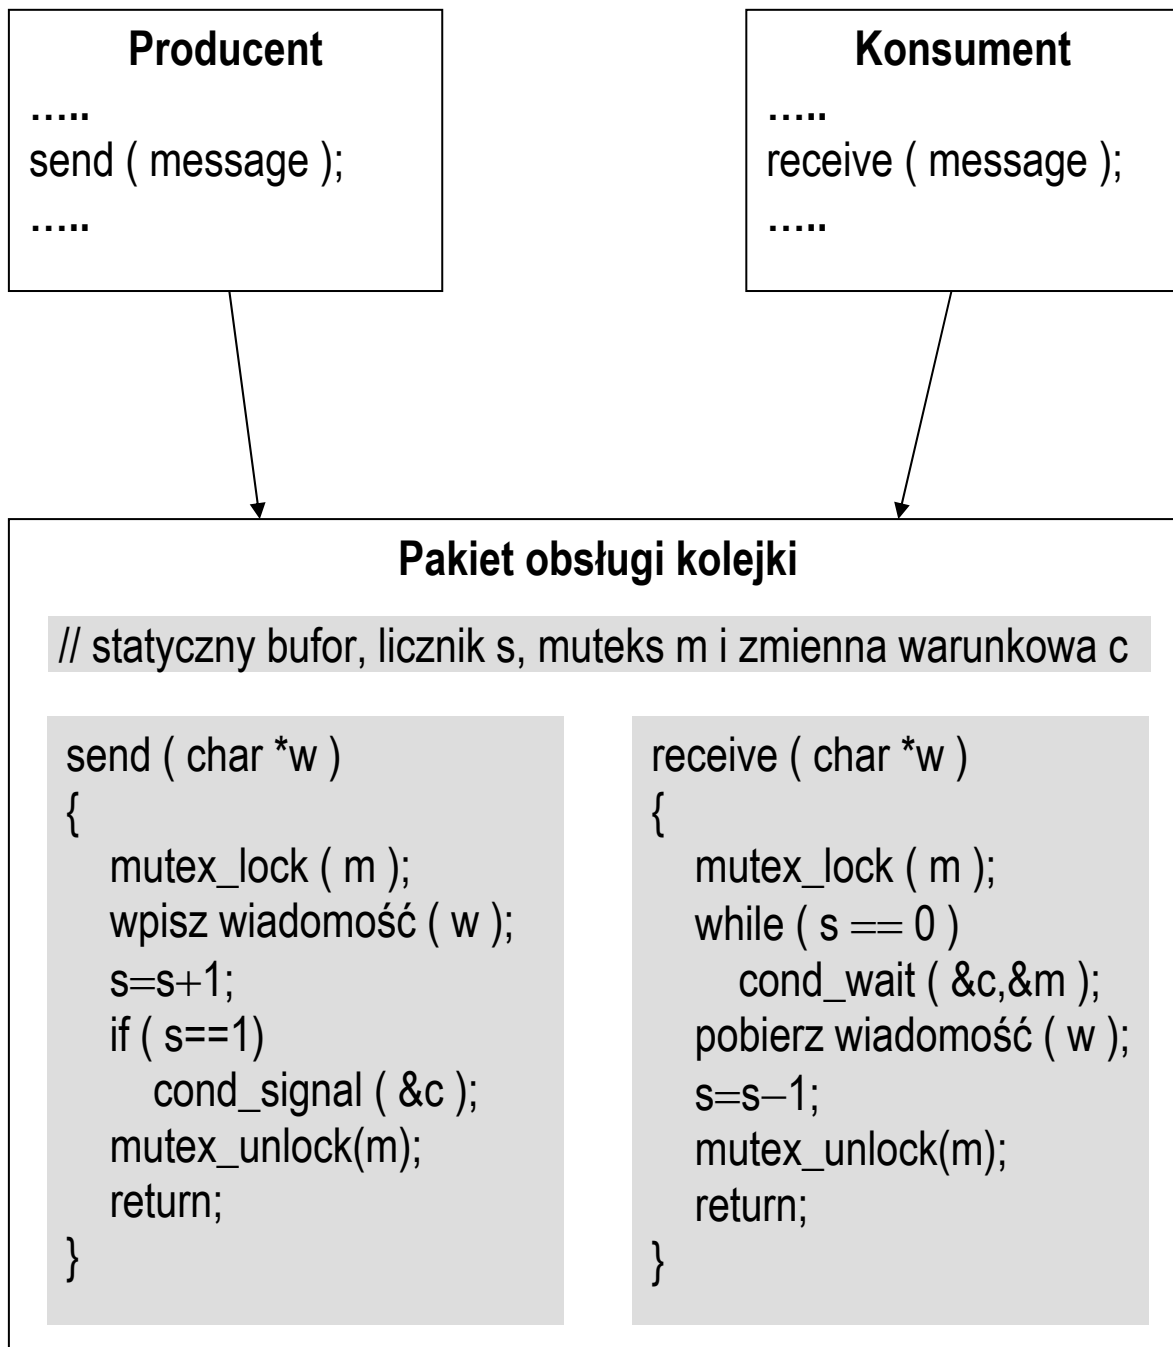 Producent
…..
send ( message );
…..
Konsument
…..
receive ( message );
…..
Pakiet obsługi kolejki
// statyczny bufor, licznik s, muteks m i zmienna warunkowa c
send ( char *w )
{
mutex_lock ( m );
wpisz wiadomość ( w );
s=s+1;
if ( s==1)
cond_signal ( &c );
mutex_unlock(m);
return;
}
receive ( char *w )
{
mutex_lock ( m );
while ( s == 0 )
cond_wait ( &c,&m );
pobierz wiadomość ( w );
s=s−1;
mutex_unlock(m);
return;
}